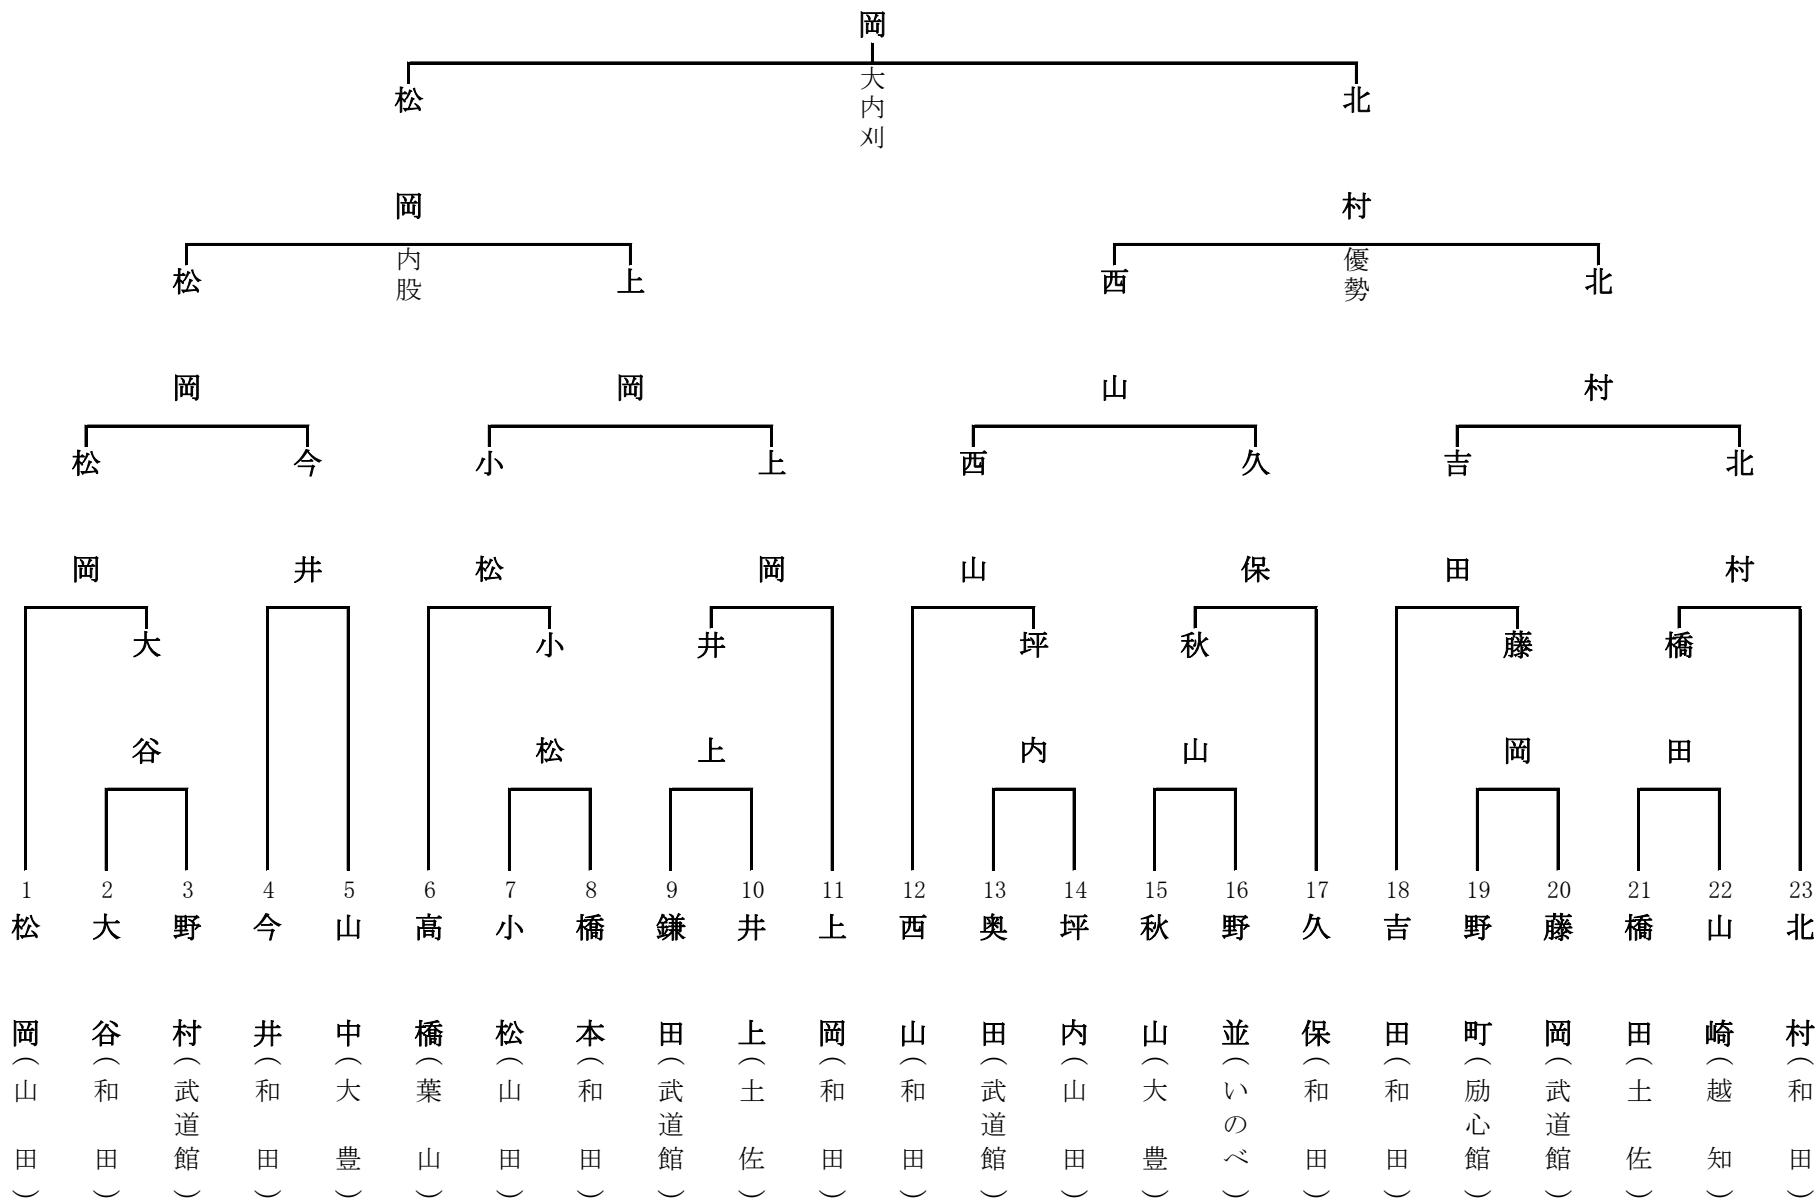 岡
松 大内刈 北
岡 村
松 内股 上 西 優勢 北
岡 岡 山 村
松 今 小 上 西 久 吉 北
岡 井 松 岡 山 保 田 村
大 小 井 坪 秋 藤 橋
谷 松 上 内 山 岡 田
1 2 3 4 5 6 7 8 9 10 11 12 13 14 15 16 17 18 19 20 21 22 23
松岡(山田)
大谷(和田)
野村(武道館)
今井(和田)
山中(大豊)
高橋(葉山)
小松(山田)
橋本(和田)
鎌田(武道館)
井上(土佐)
上岡(和田)
西山(和田)
奥田(武道館)
坪内(山田)
秋山(大豊)
野並(いのべ)
久保(和田)
吉田(和田)
野町(励心館)
藤岡(武道館)
橋田(土佐)
山崎(越知)
北村(和田)